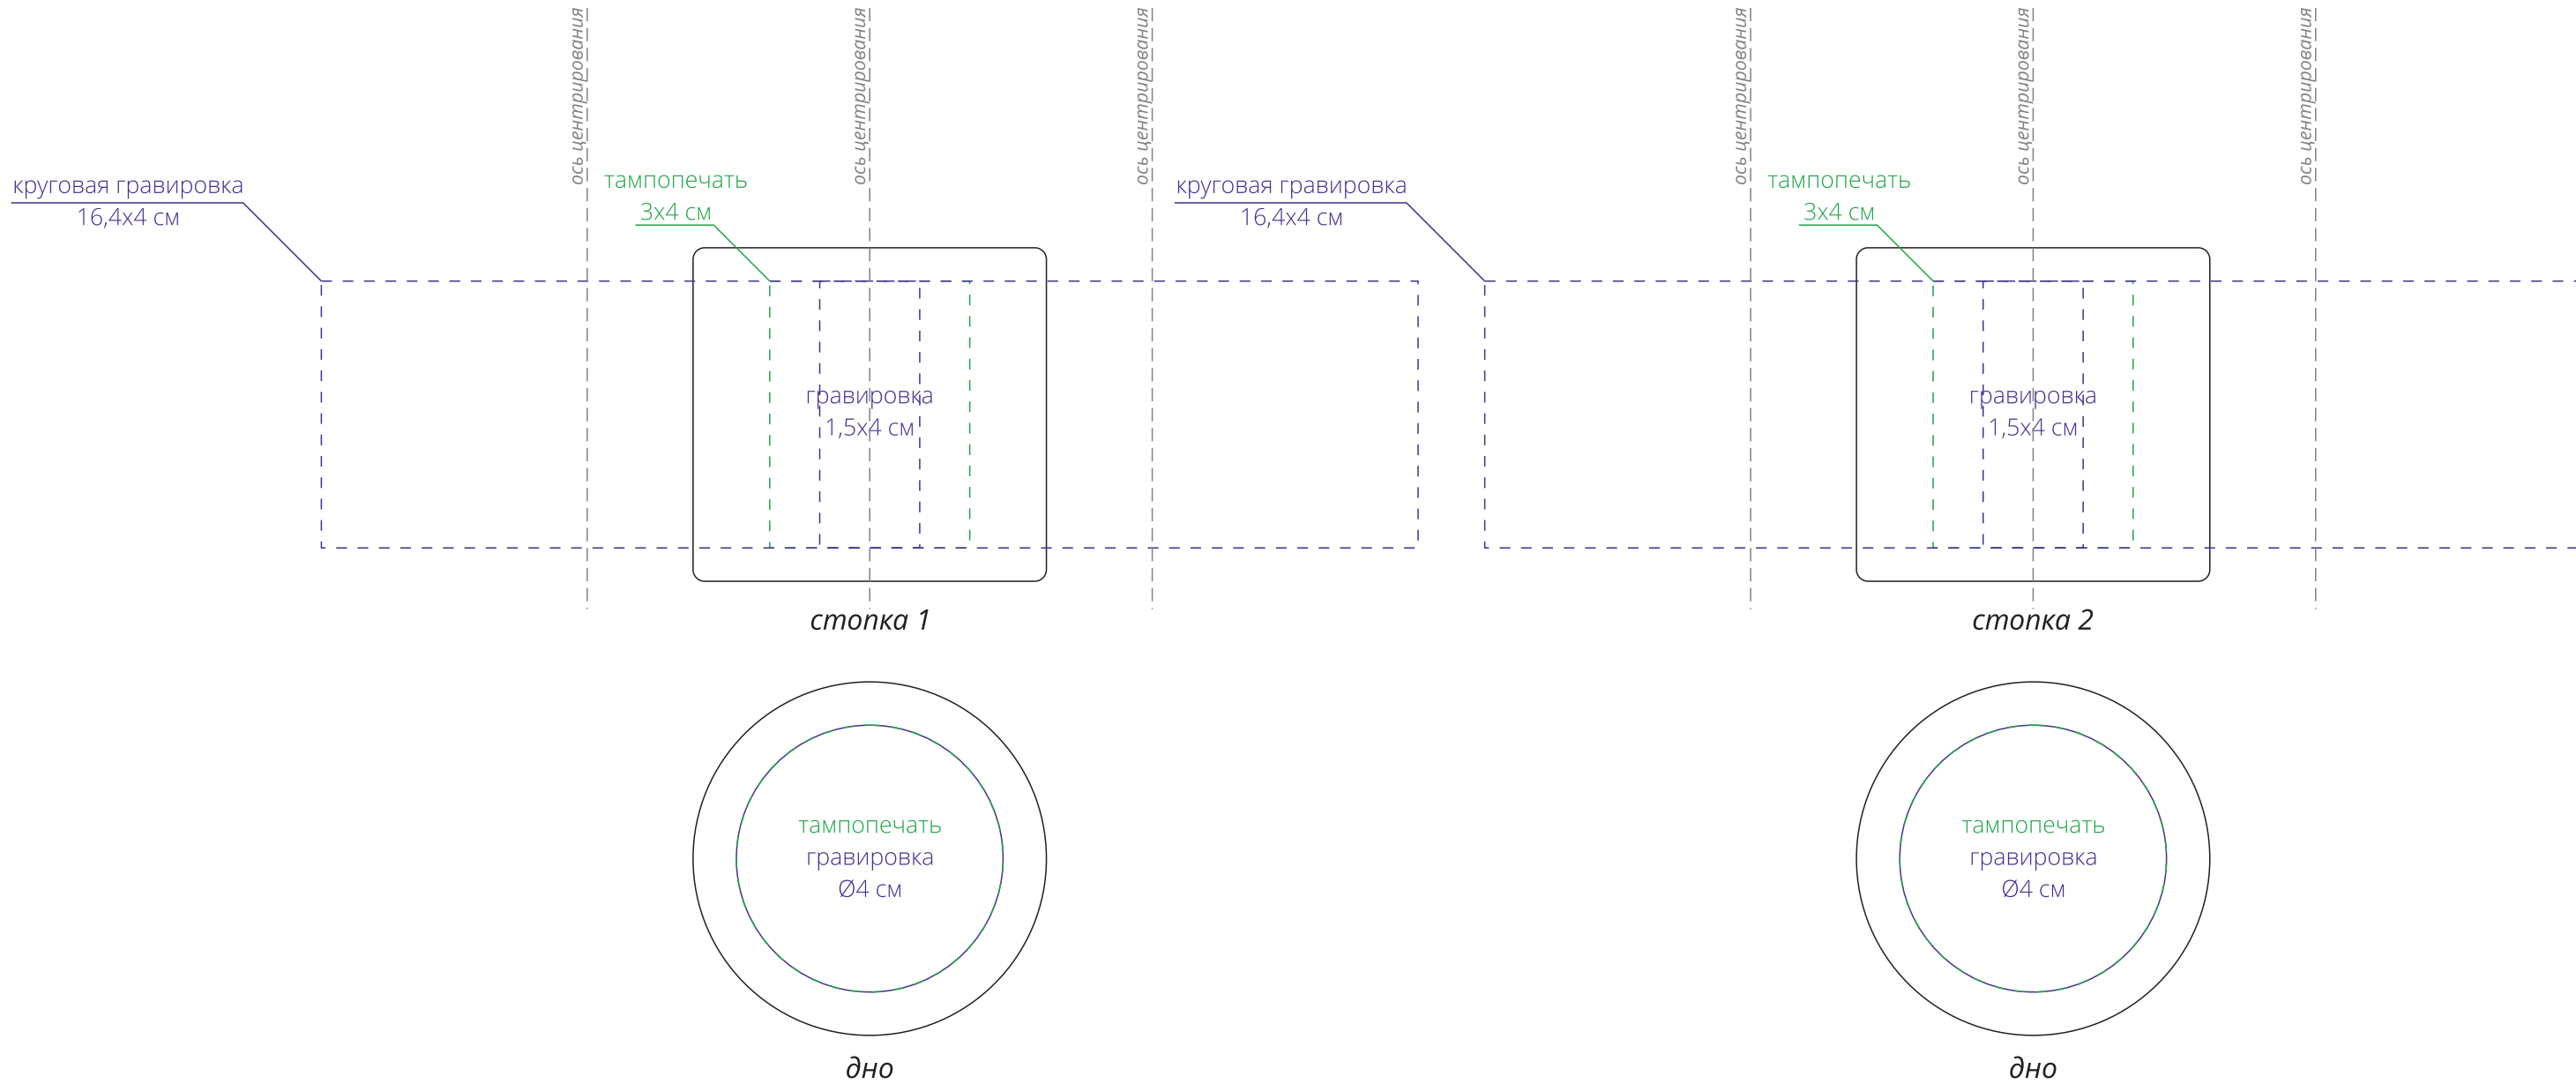 ось центрирования
ось центрирования
ось центрирования
ось центрирования
ось центрирования
ось центрирования
круговая гравировка
16,4х4 см
тампопечать
3х4 см
круговая гравировка
16,4х4 см
тампопечать
3х4 см
гравировка
1,5х4 см
гравировка
1,5х4 см
стопка 1
стопка 2
тампопечать
гравировка
Ø4 см
тампопечать
гравировка
Ø4 см
дно
дно